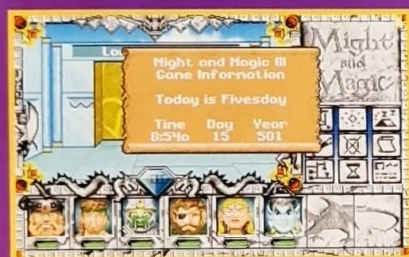 Might and Magic III
Game Information
Today is Fivesday
Time Day Year
8:54a 15 501
Might
and
Magic